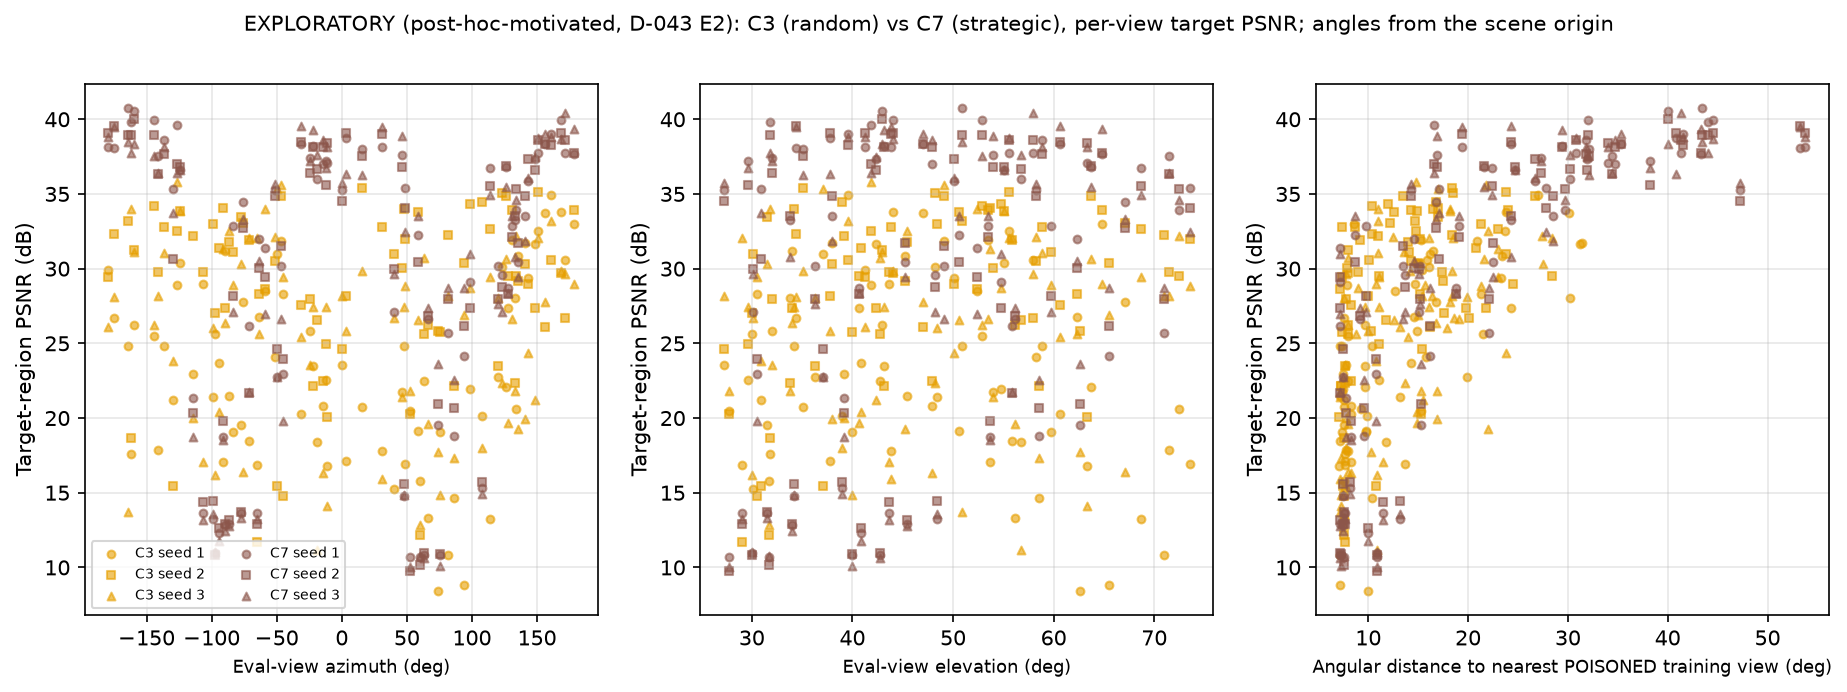 EXPLORATORY (post-hoc-motivated, D-043 E2): C3 (random) vs C7 (strategic), per-view target PSNR; angles from the scene origin
Target-region PSNR (dB)
40
35
30
25
20
15
10
−150 −100 −50 0 50 100 150
Eval-view azimuth (deg)
C3 seed 1
C3 seed 2
C3 seed 3
C7 seed 1
C7 seed 2
C7 seed 3
Target-region PSNR (dB)
40
35
30
25
20
15
10
30 40 50 60 70
Eval-view elevation (deg)
Target-region PSNR (dB)
40
35
30
25
20
15
10
10 20 30 40 50
Angular distance to nearest POISONED training view (deg)